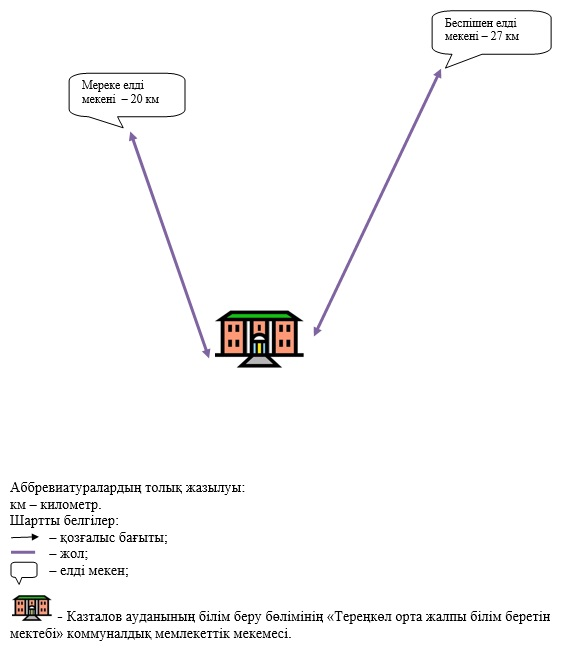 Беспішен елді
мекені – 27 км
Мереке елді
мекені – 20 км
Аббревиатуралардың толық жазылуы:
км – километр.
Шартты белгілер:
– қозғалыс бағыты;
– жол;
– елді мекен;
- Казталов ауданының білім беру бөлімінің «Тереңкөл орта жалпы білім беретін
мектебі» коммуналдық мемлекеттік мекемесі.